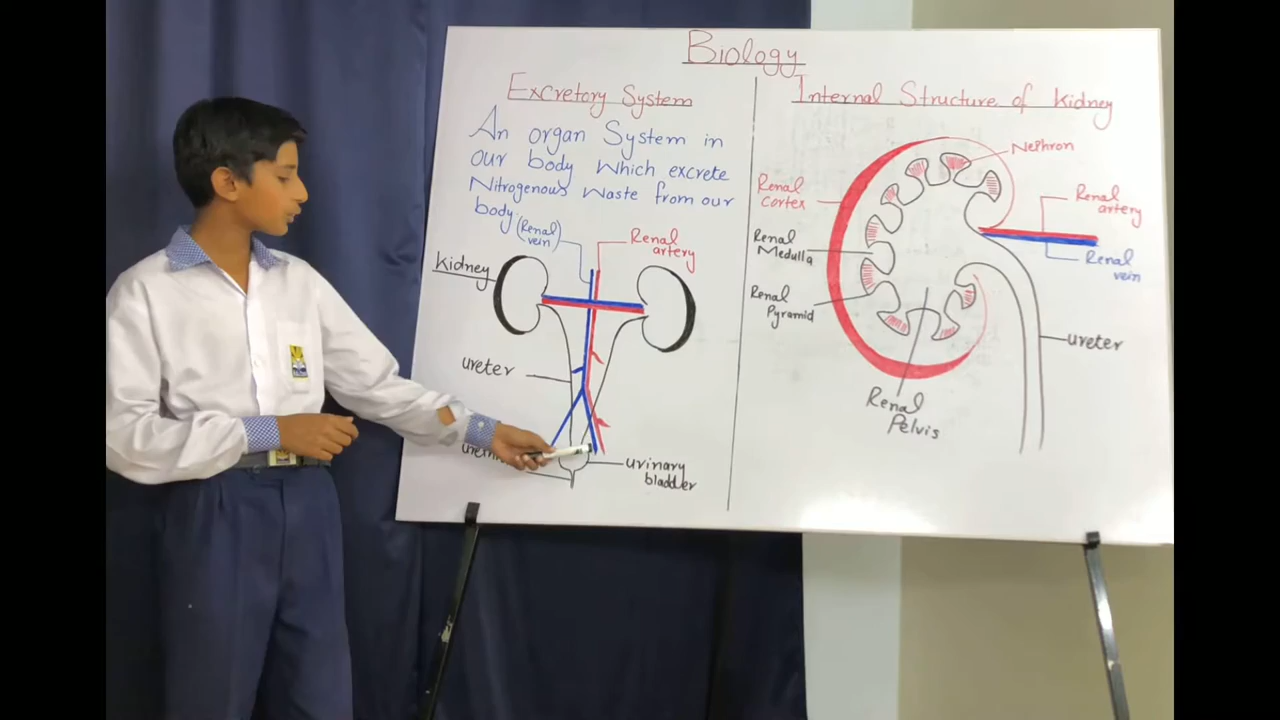 Biology
Excretory System
An organ System in
our body which excrete
Nitrogenous waste from our
body.
(Renal
vein)
Renal
artery
Kidney
ureter
urinary
bladder
Internal Structure of Kidney
Nephron
Renal
cortex
Renal
artery
Renal
Medulla
Renal
vein
Renal
Pyramid
ureter
Renal
Pelvis